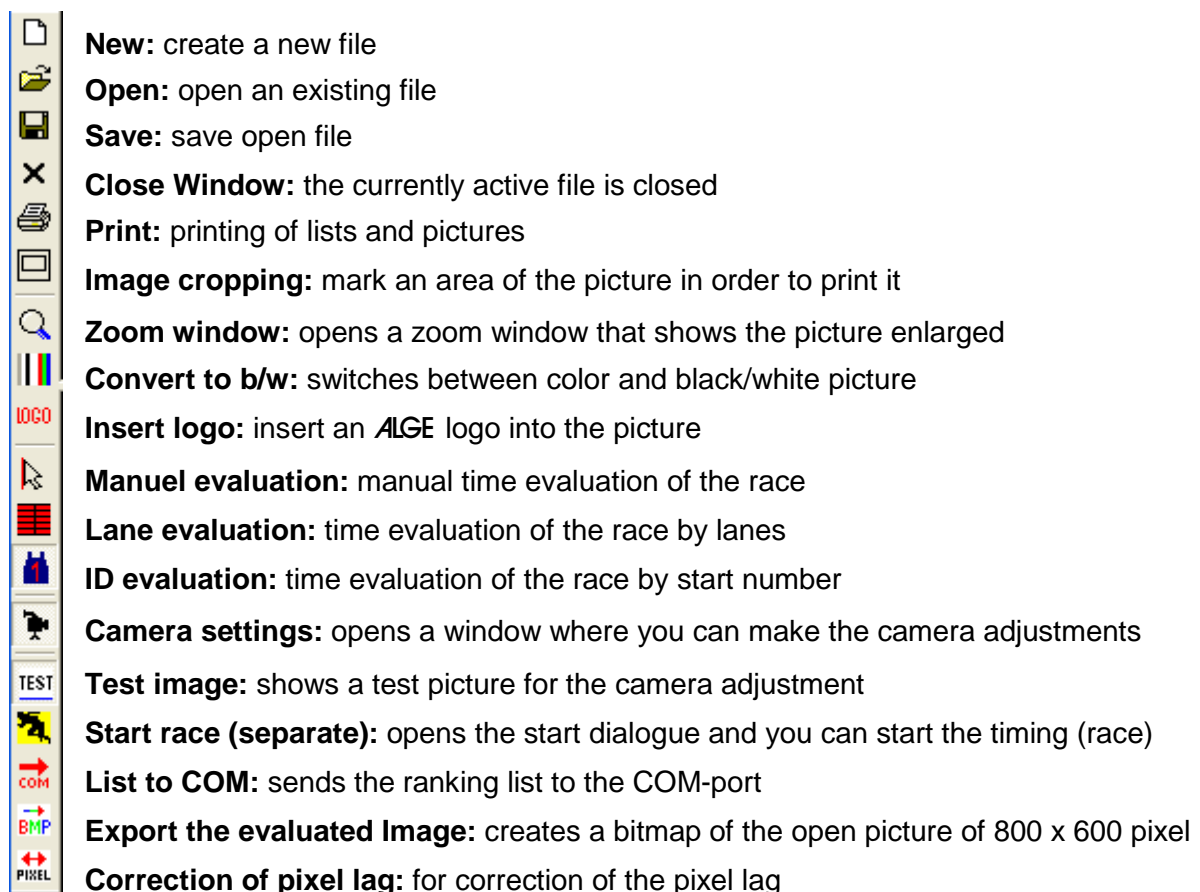 New: create a new file
Open: open an existing file
Save: save open file
Close Window: the currently active file is closed
Print: printing of lists and pictures
Image cropping: mark an area of the picture in order to print it
Zoom window: opens a zoom window that shows the picture enlarged
Convert to b/w: switches between color and black/white picture
LOGO Insert logo: insert an ALGE logo into the picture
Manuel evaluation: manual time evaluation of the race
Lane evaluation: time evaluation of the race by lanes
1 ID evaluation: time evaluation of the race by start number
Camera settings: opens a window where you can make the camera adjustments
TEST Test image: shows a test picture for the camera adjustment
Start race (separate): opens the start dialogue and you can start the timing (race)
COM List to COM: sends the ranking list to the COM-port
BMP Export the evaluated Image: creates a bitmap of the open picture of 800 x 600 pixel
PIXEL Correction of pixel lag: for correction of the pixel lag